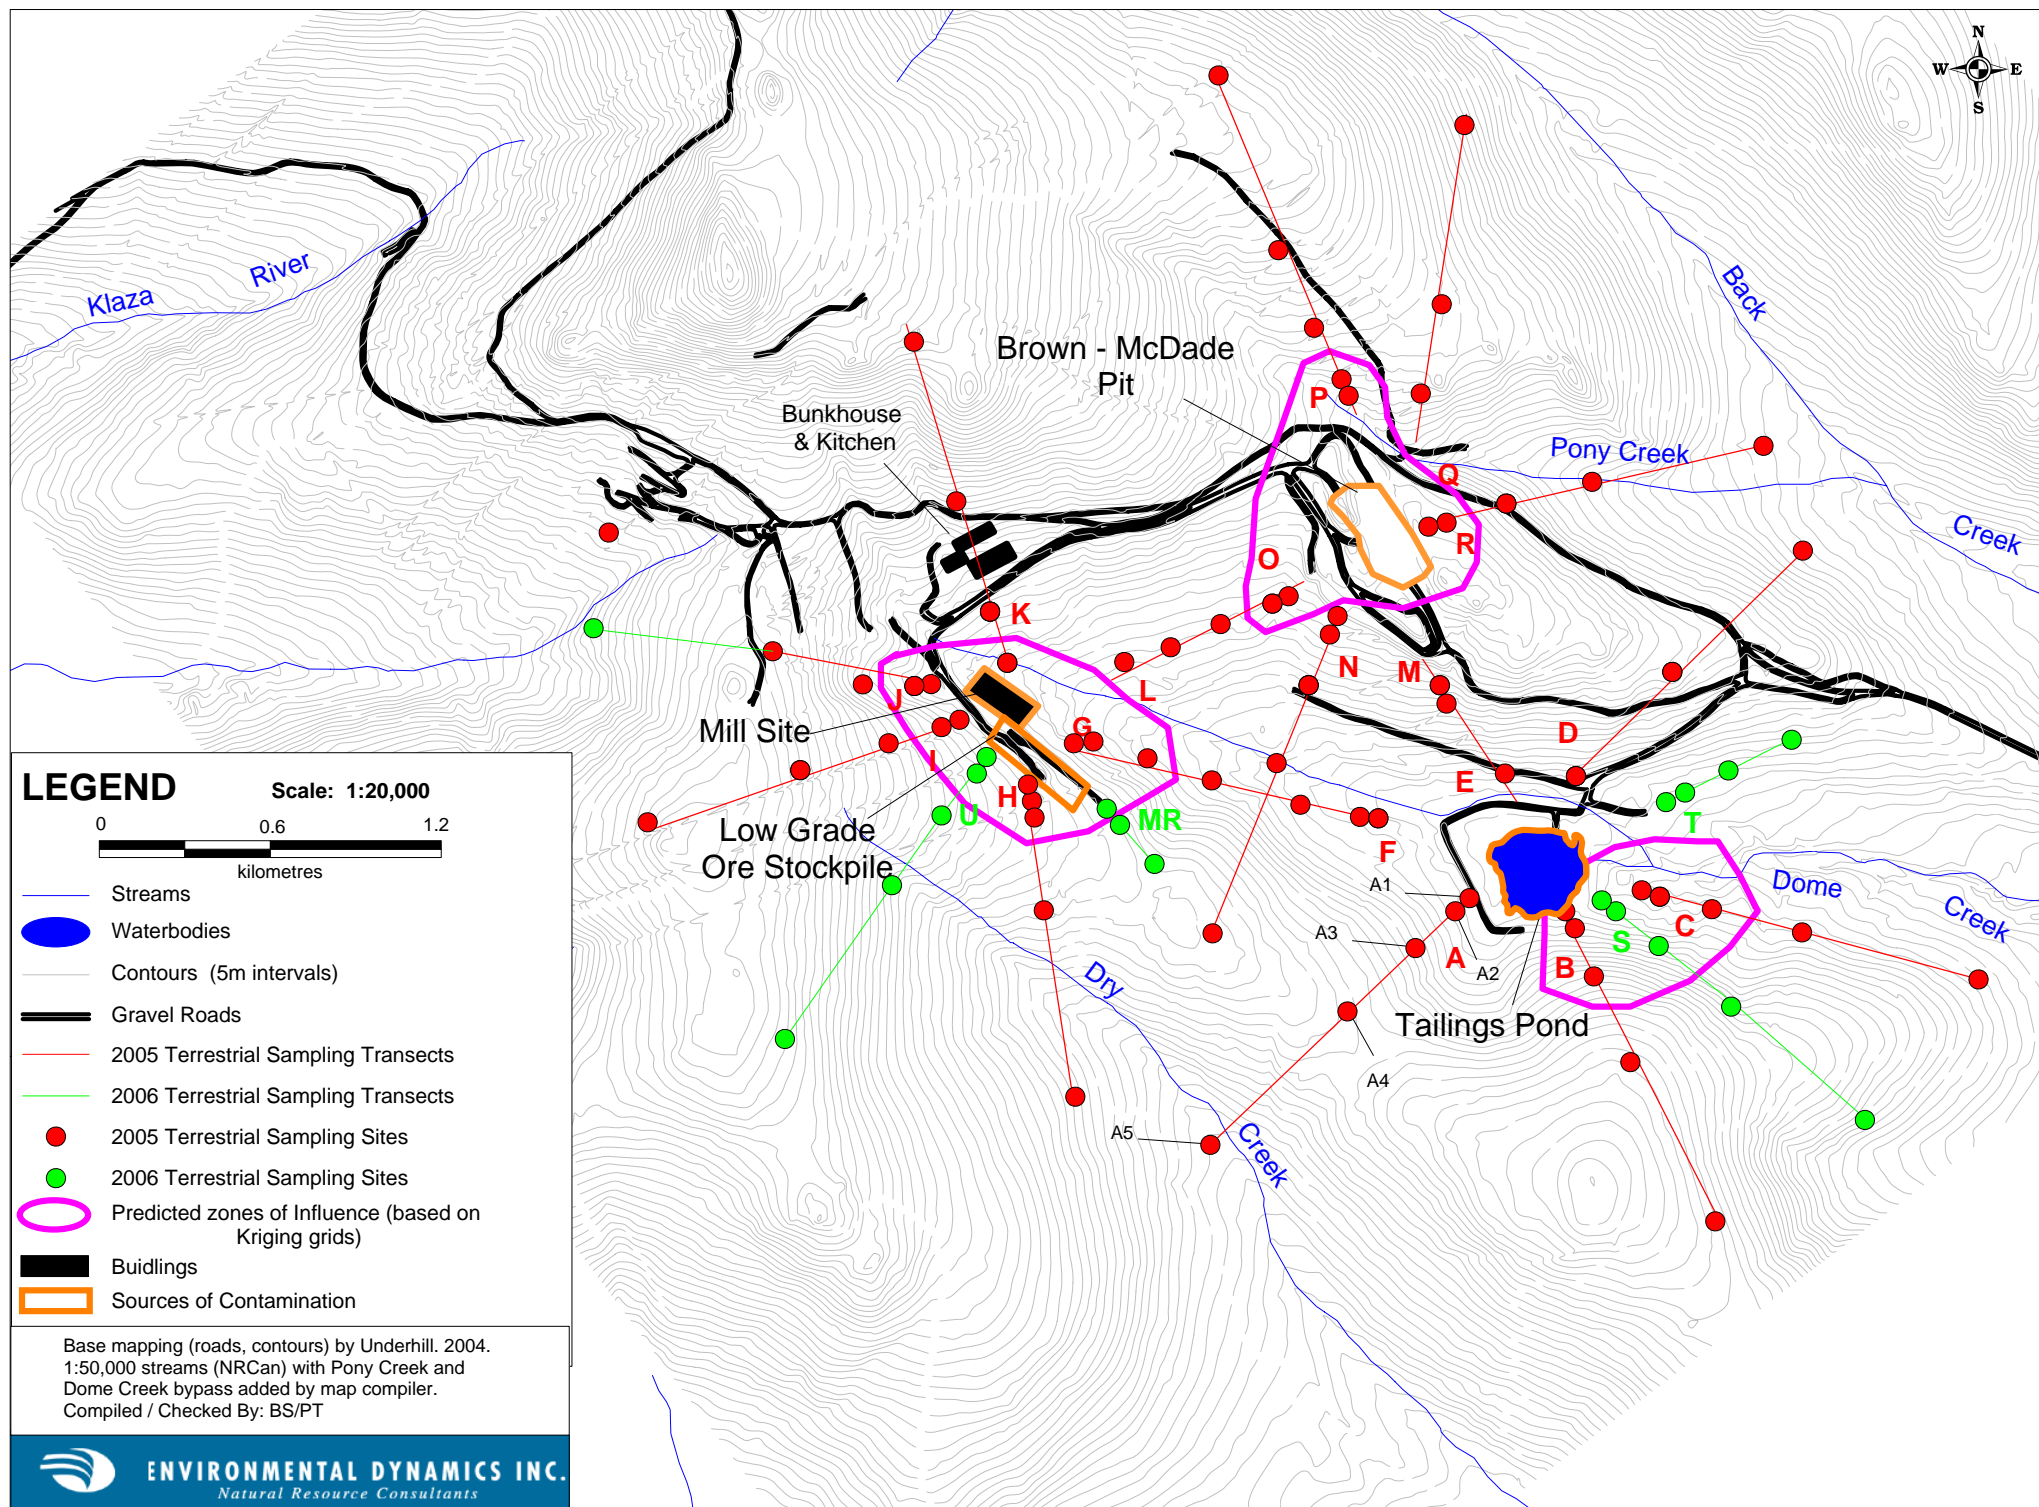 N
W E
S
Klaza
River
Back
Brown - McDade
Pit
P
Bunkhouse
& Kitchen
Pony Creek
Q
Creek
R
O
K
N
M
L
J
Mill Site
G
D
I
E
H
U
MR
T
Low Grade
Ore Stockpile
F
A1
Dome
Creek
A3
S
C
A
A2
B
Dry
Tailings Pond
A4
A5
Creek
LEGEND
Scale: 1:20,000
0 0.6 1.2
kilometres
Streams
Waterbodies
Contours (5m intervals)
Gravel Roads
2005 Terrestrial Sampling Transects
2006 Terrestrial Sampling Transects
2005 Terrestrial Sampling Sites
2006 Terrestrial Sampling Sites
Predicted zones of Influence (based on
Kriging grids)
Buidlings
Sources of Contamination
Base mapping (roads, contours) by Underhill. 2004.
1:50,000 streams (NRCan) with Pony Creek and
Dome Creek bypass added by map compiler.
Compiled / Checked By: BS/PT
ENVIRONMENTAL DYNAMICS INC.
Natural Resource Consultants